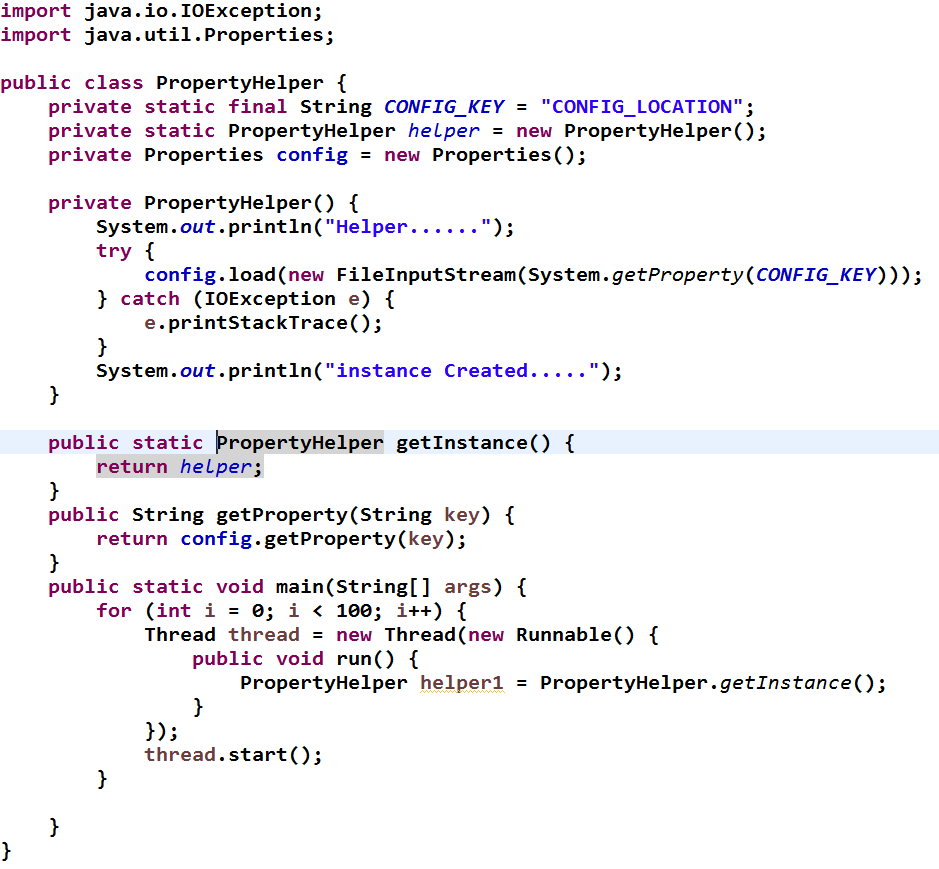 import java.io.IOException;
import java.util.Properties;

public class PropertyHelper {
    private static final String CONFIG_KEY = "CONFIG_LOCATION";
    private static PropertyHelper helper = new PropertyHelper();
    private Properties config = new Properties();

    private PropertyHelper() {
        System.out.println("Helper......");
        try {
            config.load(new FileInputStream(System.getProperty(CONFIG_KEY)));
        } catch (IOException e) {
            e.printStackTrace();
        }
        System.out.println("instance Created.....");
    }

    public static PropertyHelper getInstance() {
        return helper;
    }
    public String getProperty(String key) {
        return config.getProperty(key);
    }
    public static void main(String[] args) {
        for (int i = 0; i < 100; i++) {
            Thread thread = new Thread(new Runnable() {
                public void run() {
                    PropertyHelper helper1 = PropertyHelper.getInstance();
                }
            });
            thread.start();
        }

    }
}